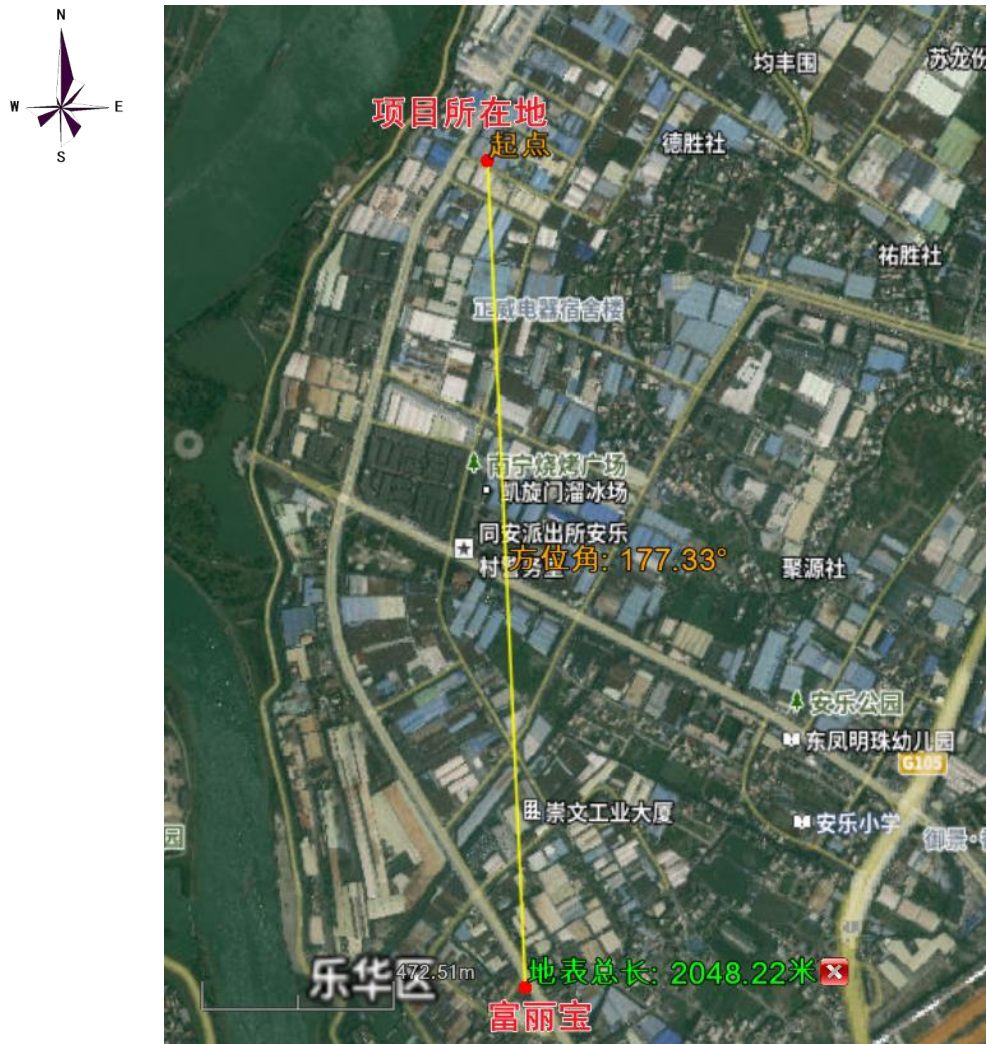 N
W
E
S
均丰围
苏龙份
项目所在地
起点
德胜社
祐胜社
正威电器宿舍楼
南宁烧烤广场
凯旋门溜冰场
同安派出所安乐
方位角: 177.33°
聚源社
安乐公园
东凤明珠幼儿园
G105
崇文工业大厦
安乐小学
御景·
园
乐华区
472.51m
地表总长: 2048.22米
富丽宝